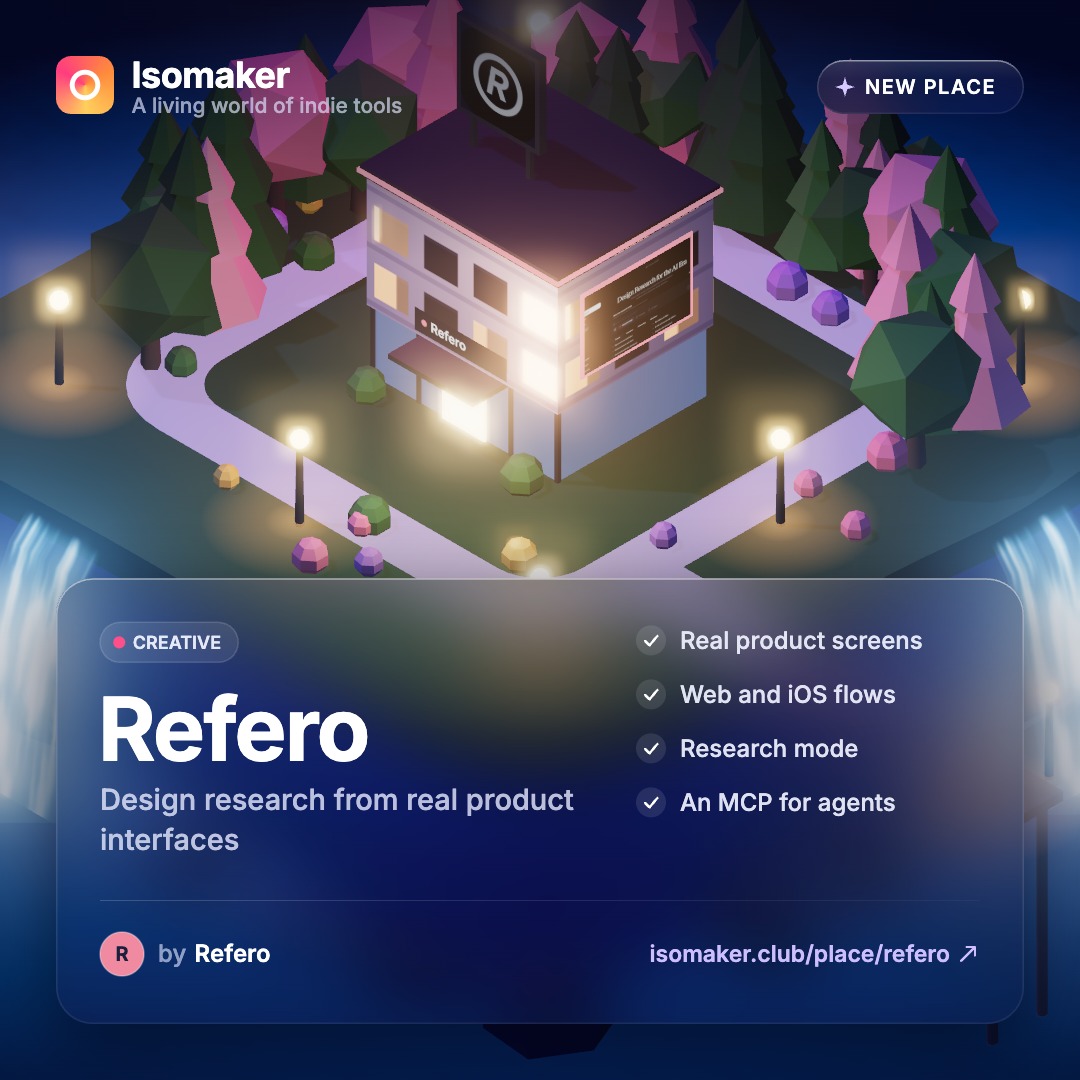 Isomaker
A living world of indie tools
R
NEW PLACE
Design Research for the AI Era
Refero
CREATIVE
Refero
Design research from real product
interfaces
Real product screens
Web and iOS flows
Research mode
An MCP for agents
R
by Refero
isomaker.club/place/refero ↗